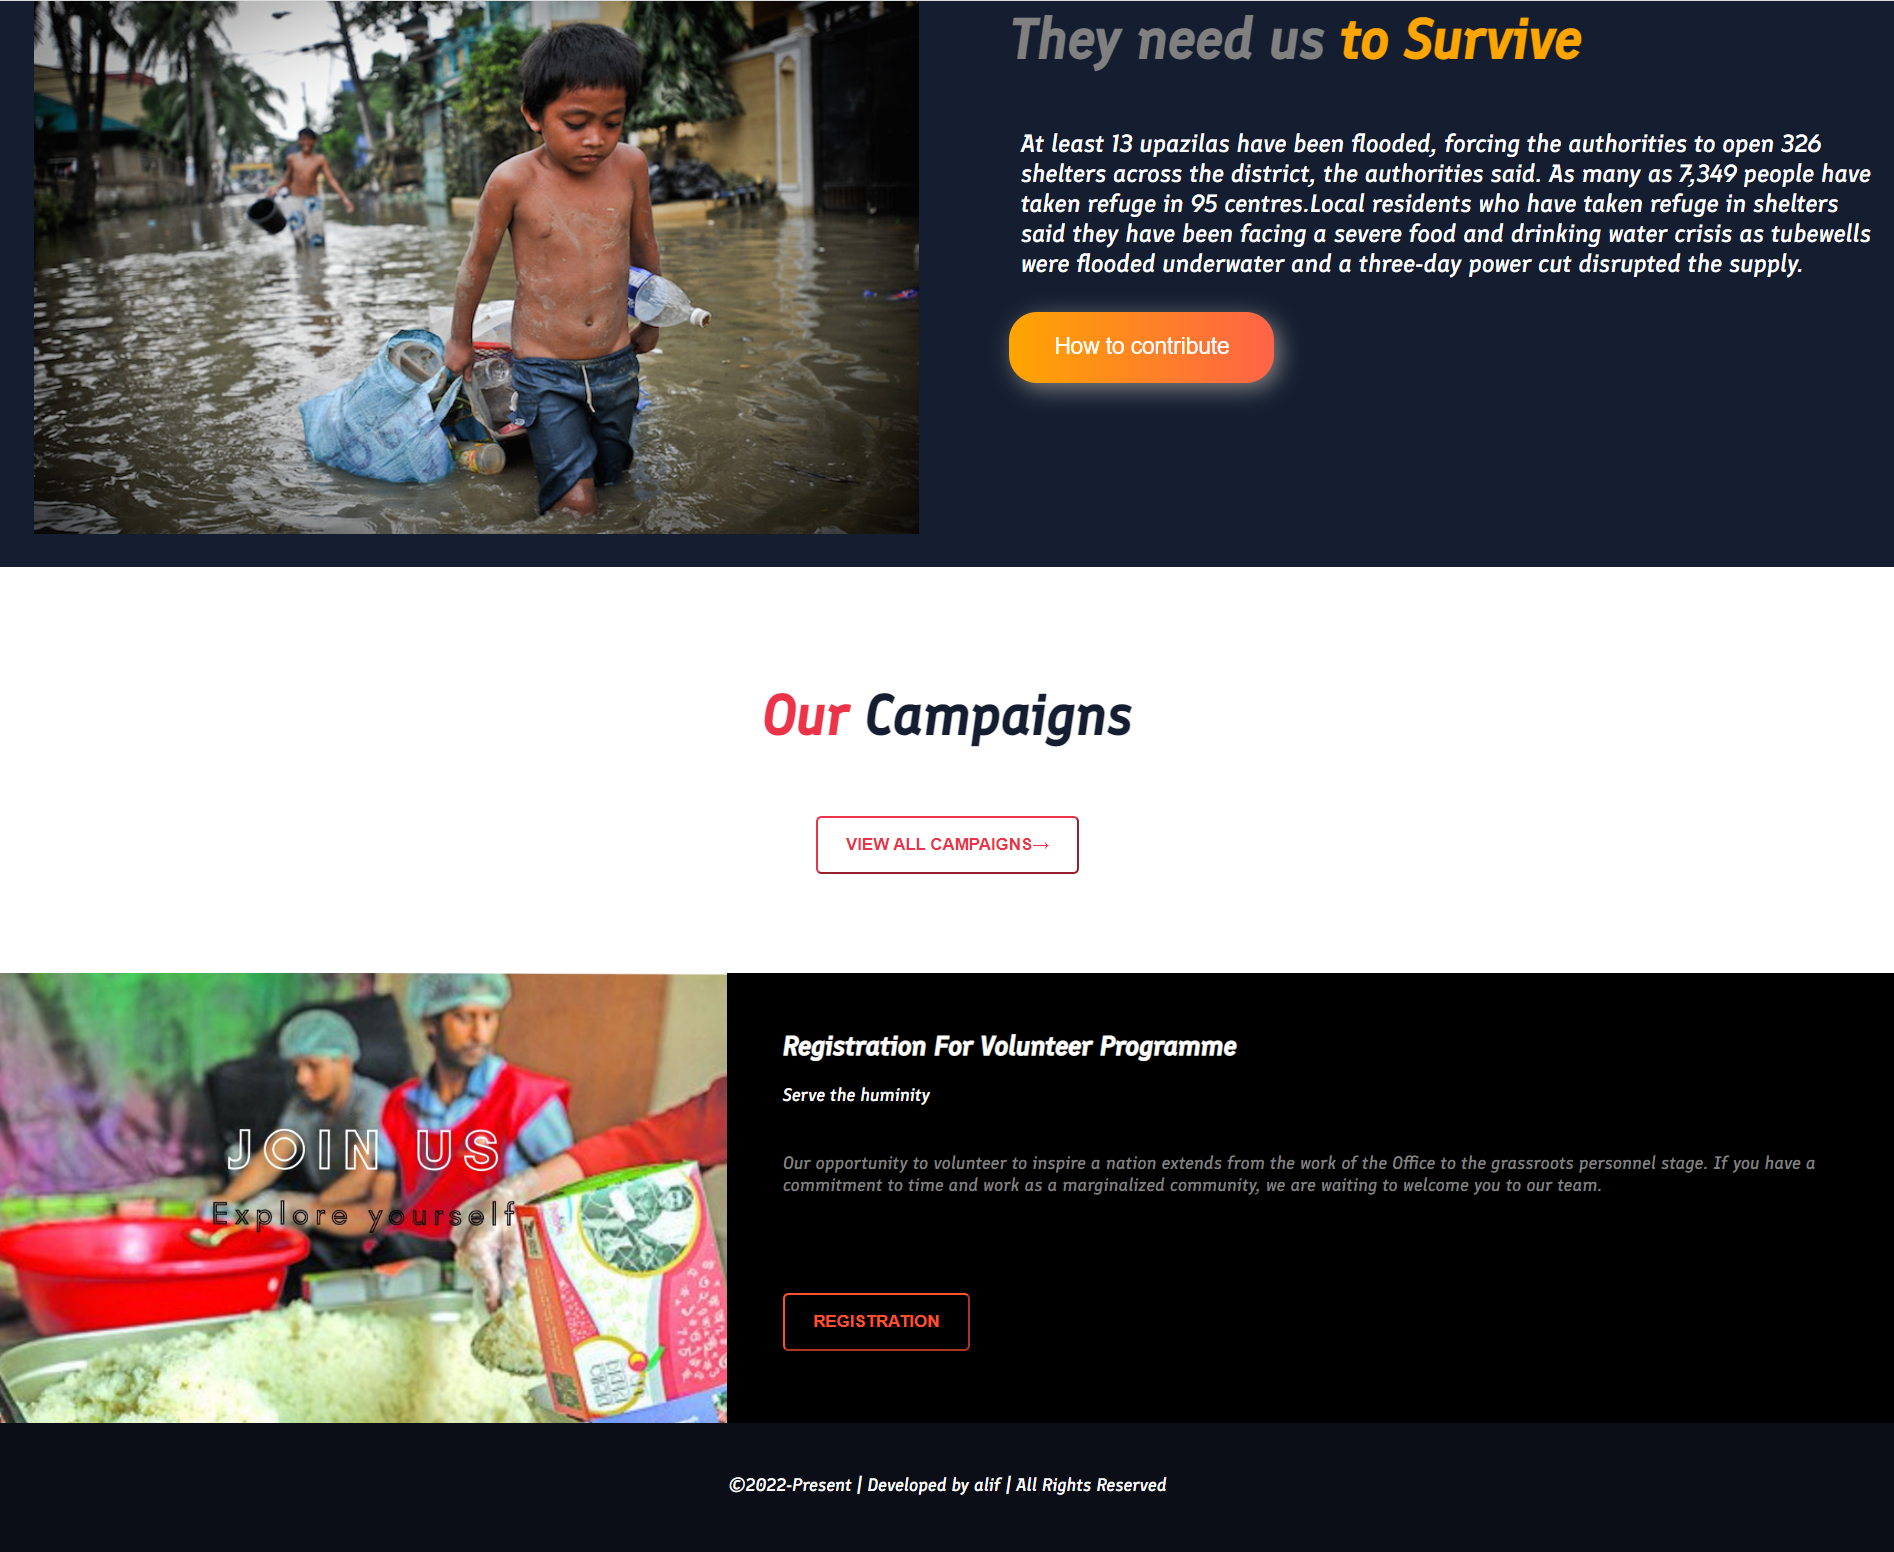 They need us to Survive
At least 13 upazilas have been flooded, forcing the authorities to open 326
shelters across the district, the authorities said. As many as 7,349 people have
taken refuge in 95 centres.Local residents who have taken refuge in shelters
said they have been facing a severe food and drinking water crisis as tubewells
were flooded underwater and a three-day power cut disrupted the supply.
How to contribute
Our Campaigns
VIEW ALL CAMPAIGNS→
JOIN US
Explore yourself
Registration For Volunteer Programme
Serve the huminity
Our opportunity to volunteer to inspire a nation extends from the work of the Office to the grassroots personnel stage. If you have a
commitment to time and work as a marginalized community, we are waiting to welcome you to our team.
REGISTRATION
©2022-Present | Developed by alif | All Rights Reserved